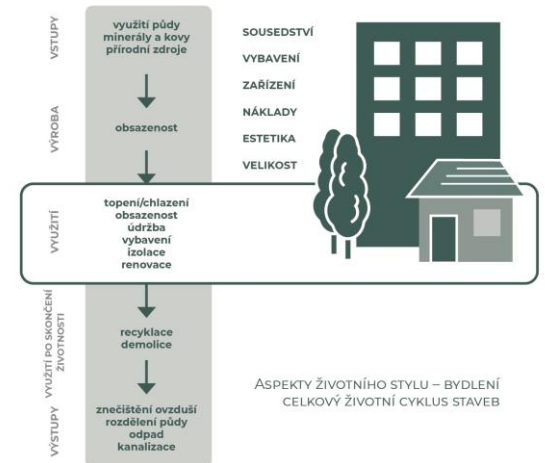 VSTUPY
využití půdy
minerály a kovy
přírodní zdroje
VÝROBA
obsazenost
VYUŽITÍ
topení/chlazení
obsazenost
údržba
vybavení
izolace
renovace
VYUŽITÍ PO SKONČENÍ
ŽIVOTNOSTI
recyklace
demolice
VÝSTUPY
znečištění ovzduší
rozdělení půdy
odpad
kanalizace
SOUSEDSTVÍ
VYBAVENÍ
ZAŘÍZENÍ
NÁKLADY
ESTETIKA
VELIKOST
ASPEKTY ŽIVOTNÍHO STYLU – BYDLENÍ
CELKOVÝ ŽIVOTNÍ CYKLUS STAVEB